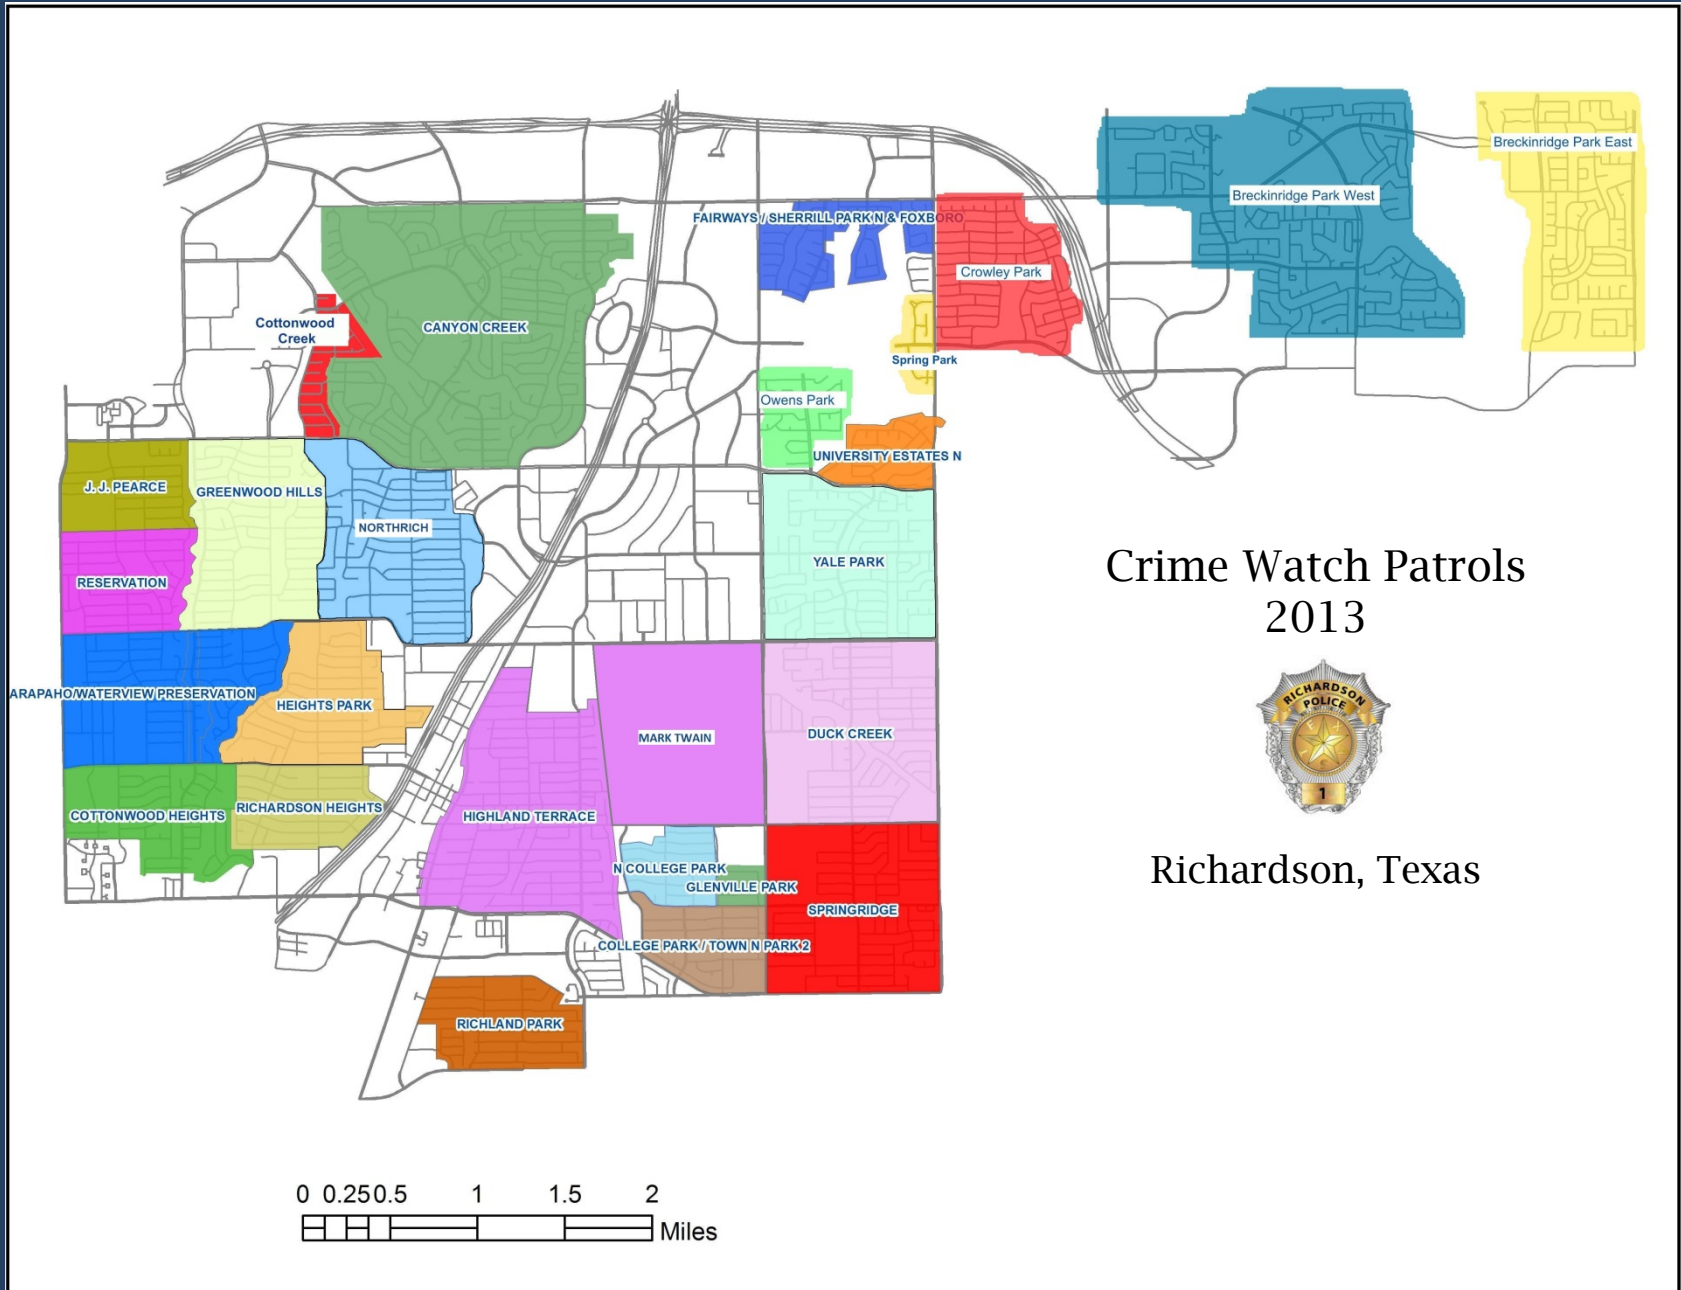 Breckinridge Park East
Breckinridge Park West
FAIRWAYS / SHERRILL PARK N & FOXBORO
Crowley Park
Cottonwood
Creek
CANYON CREEK
Spring Park
Owens Park
UNIVERSITY ESTATES N
J. J. PEARCE
GREENWOOD HILLS
NORTHRICH
YALE PARK
RESERVATION
Crime Watch Patrols
2013
ARAPAHO/WATERVIEW PRESERVATION
HEIGHTS PARK
MARK TWAIN
DUCK CREEK
RICHARDSON
POLICE
1
COTTONWOOD HEIGHTS
RICHARDSON HEIGHTS
HIGHLAND TERRACE
N COLLEGE PARK
GLENVILLE PARK
SPRINGRIDGE
Richardson, Texas
COLLEGE PARK / TOWN N PARK 2
RICHLAND PARK
0 0.25 0.5 1 1.5 2
Miles